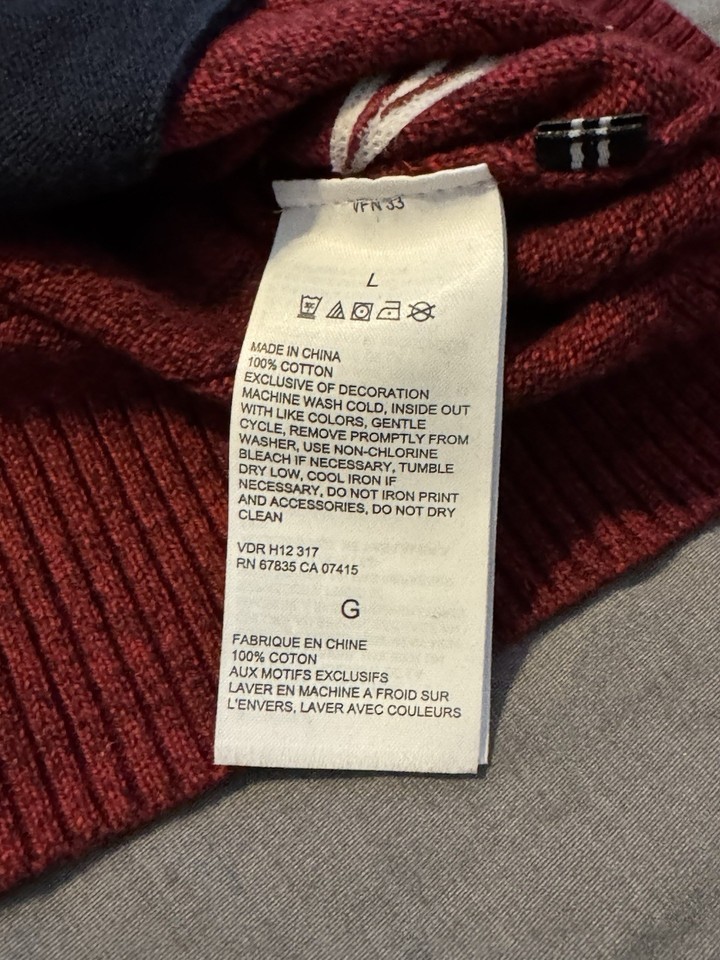 VFN 33
L
MADE IN CHINA
100% COTTON
EXCLUSIVE OF DECORATION
MACHINE WASH COLD, INSIDE OUT
WITH LIKE COLORS, GENTLE
CYCLE, REMOVE PROMPTLY FROM
WASHER, USE NON-CHLORINE
BLEACH IF NECESSARY, TUMBLE
DRY LOW, COOL IRON IF
NECESSARY, DO NOT IRON PRINT
AND ACCESSORIES, DO NOT DRY
CLEAN
VDR H12 317
RN 67835 CA 07415
G
FABRIQUE EN CHINE
100% COTON
AUX MOTIFS EXCLUSIFS
LAVER EN MACHINE A FROID SUR
L'ENVERS, LAVER AVEC COULEURS